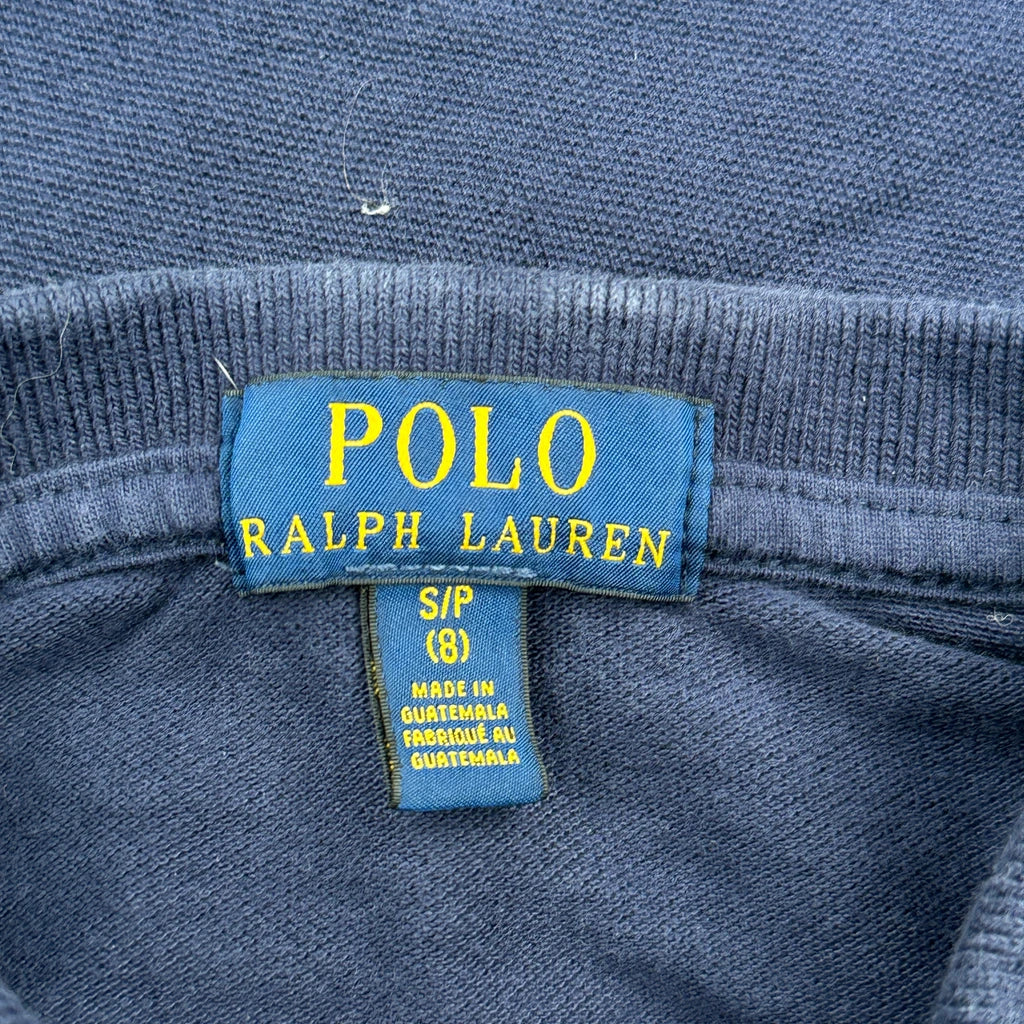 POLO
RALPH LAUREN
S/P
(8)
MADE IN
GUATEMALA
FABRIQUÉ AU
GUATEMALA